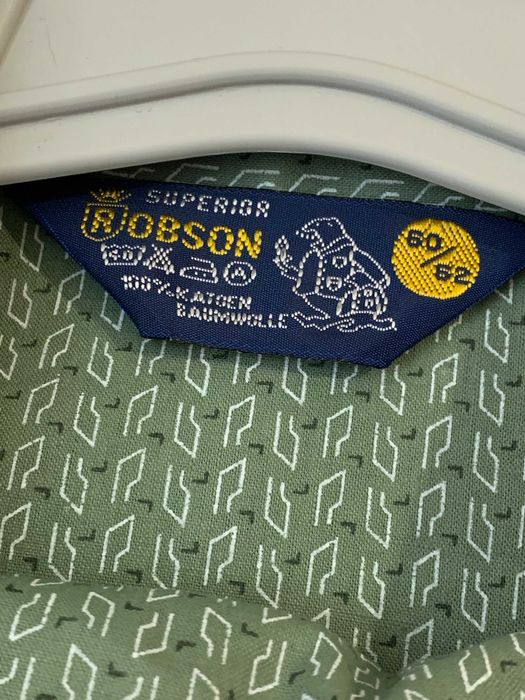 SUPERIOR
ROBSON
60/62
100% KATOEN
BAUMWOLLE